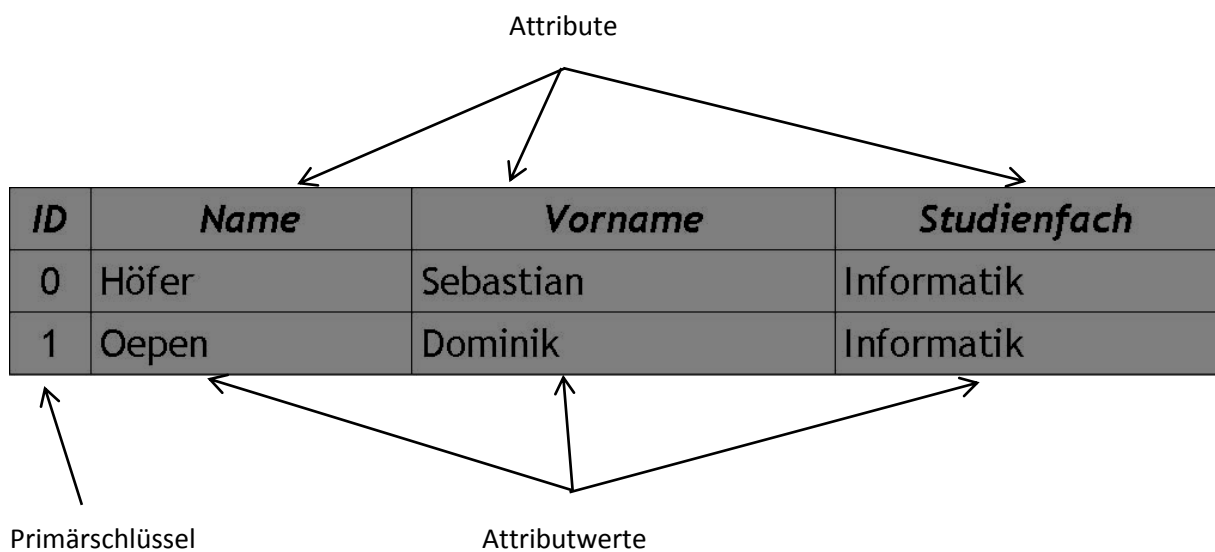 Attribute
ID Name Vorname Studienfach
0 Höfer Sebastian Informatik
1 Oepen Dominik Informatik
Primärschlüssel Attributwerte